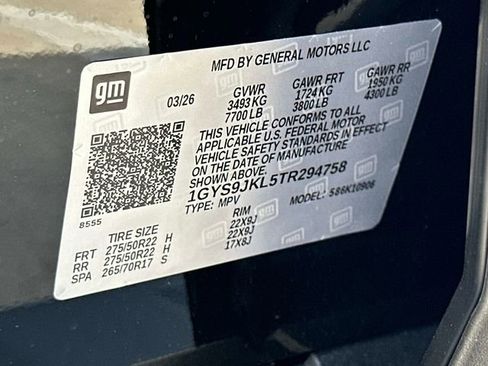 gm
MFD BY GENERAL MOTORS LLC
03/26 GVWR GAWR FRT GAWR RR
3493 KG 1724 KG 1950 KG
7700 LB 3800 LB 4300 LB
THIS VEHICLE CONFORMS TO ALL
APPLICABLE U.S. FEDERAL MOTOR
VEHICLE SAFETY STANDARDS IN EFFECT
ON THE DATE OF MANUFACTURE
SHOWN ABOVE.
1GYS9JKL5TR294758
TYPE: MPV MODEL: 586K10906
8555
TIRE SIZE RIM
FRT 275/50R22 H 22X9J
RR 275/50R22 H 22X9J
SPA 265/70R17 S 17X8J